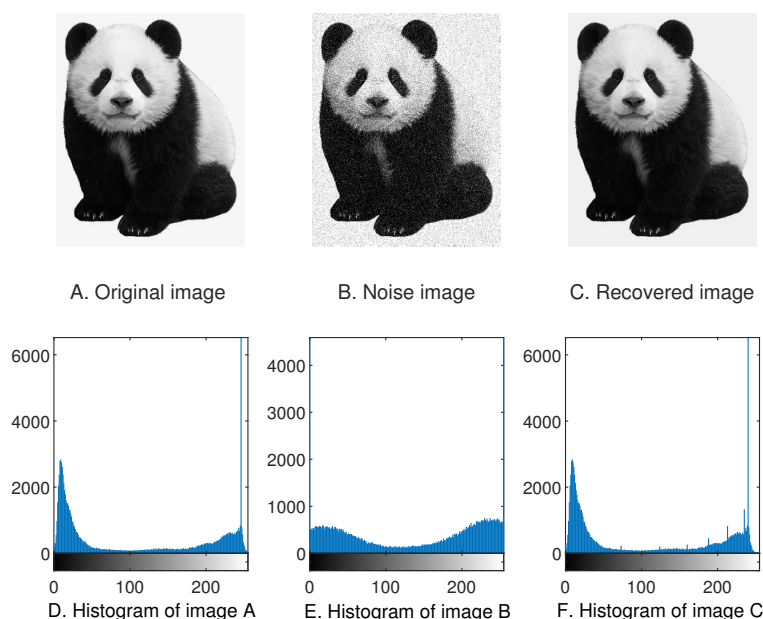 A. Original image
B. Noise image
C. Recovered image
6000
4000
2000
0
0 100 200
D. Histogram of image A
4000
3000
2000
1000
0
0 100 200
E. Histogram of image B
6000
4000
2000
0
0 100 200
F. Histogram of image C